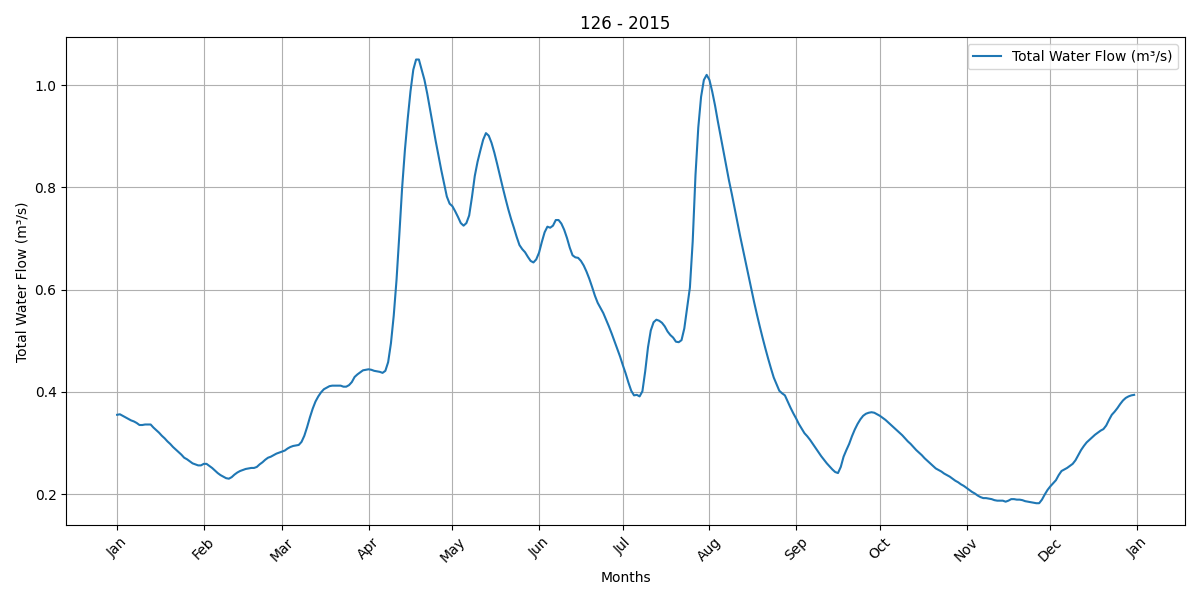 126 - 2015
Total Water Flow (m³/s)
Total Water Flow (m³/s)
1.0
0.8
0.6
0.4
0.2
Jan
Feb
Mar
Apr
May
Jun
Jul
Aug
Sep
Oct
Nov
Dec
Jan
Months